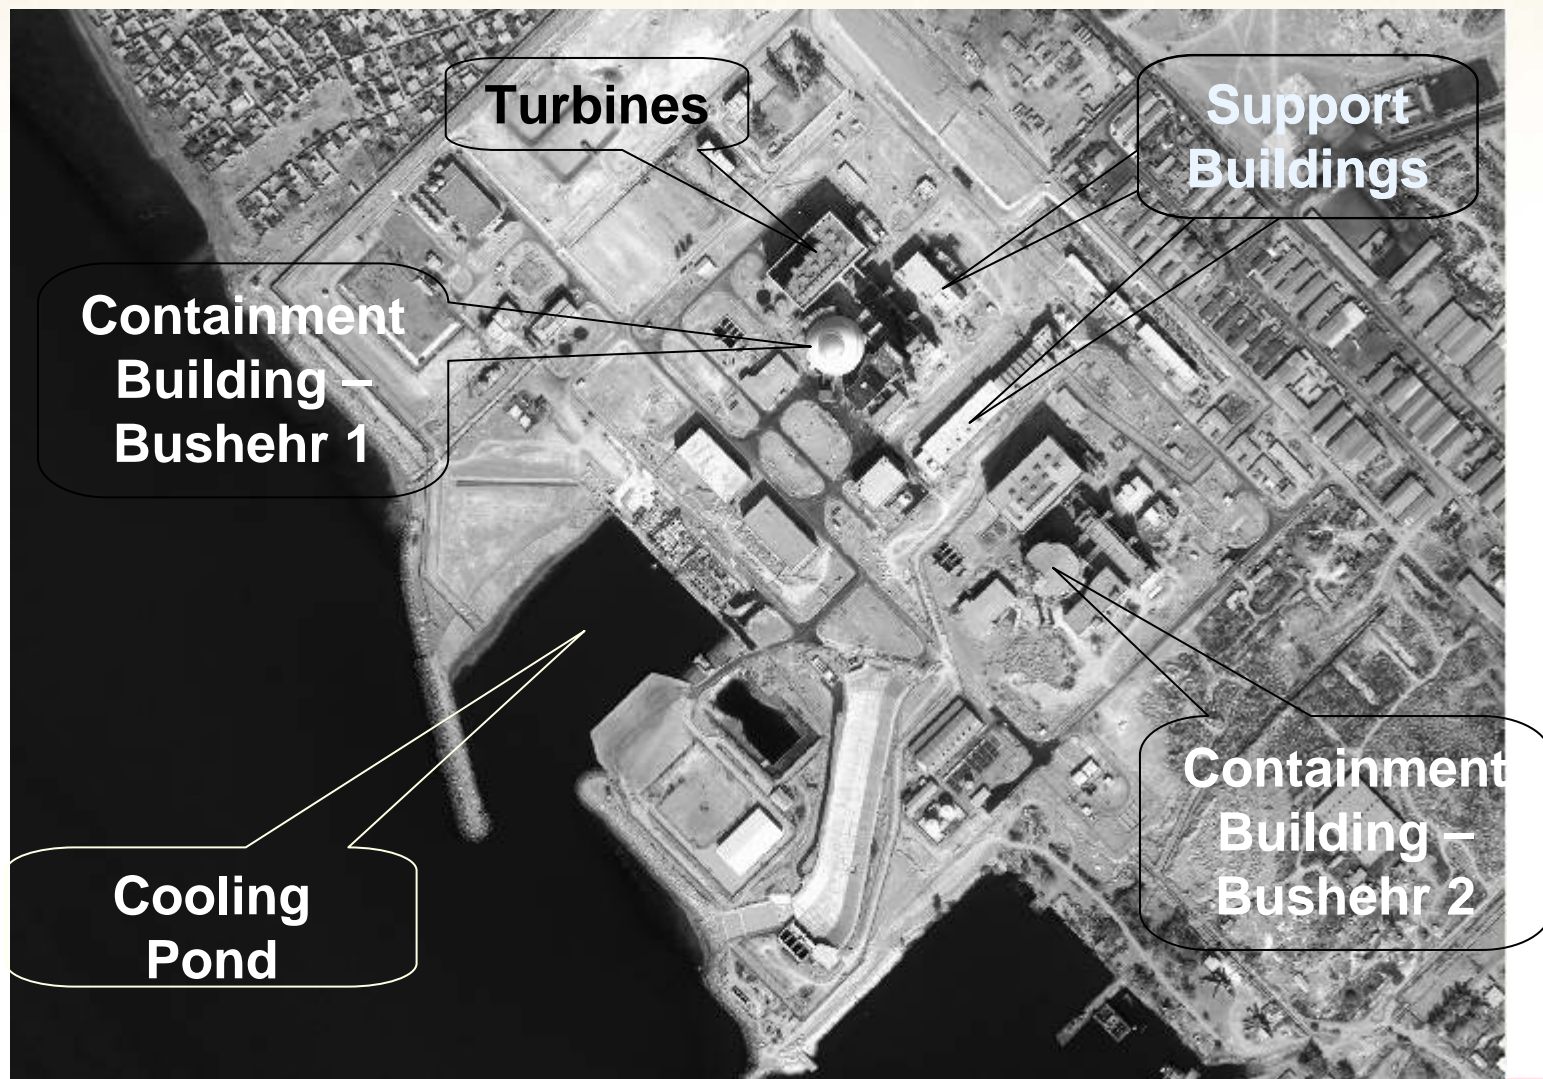 Turbines
Support
Buildings
Containment
Building –
Bushehr 1
Containment
Building –
Bushehr 2
Cooling
Pond